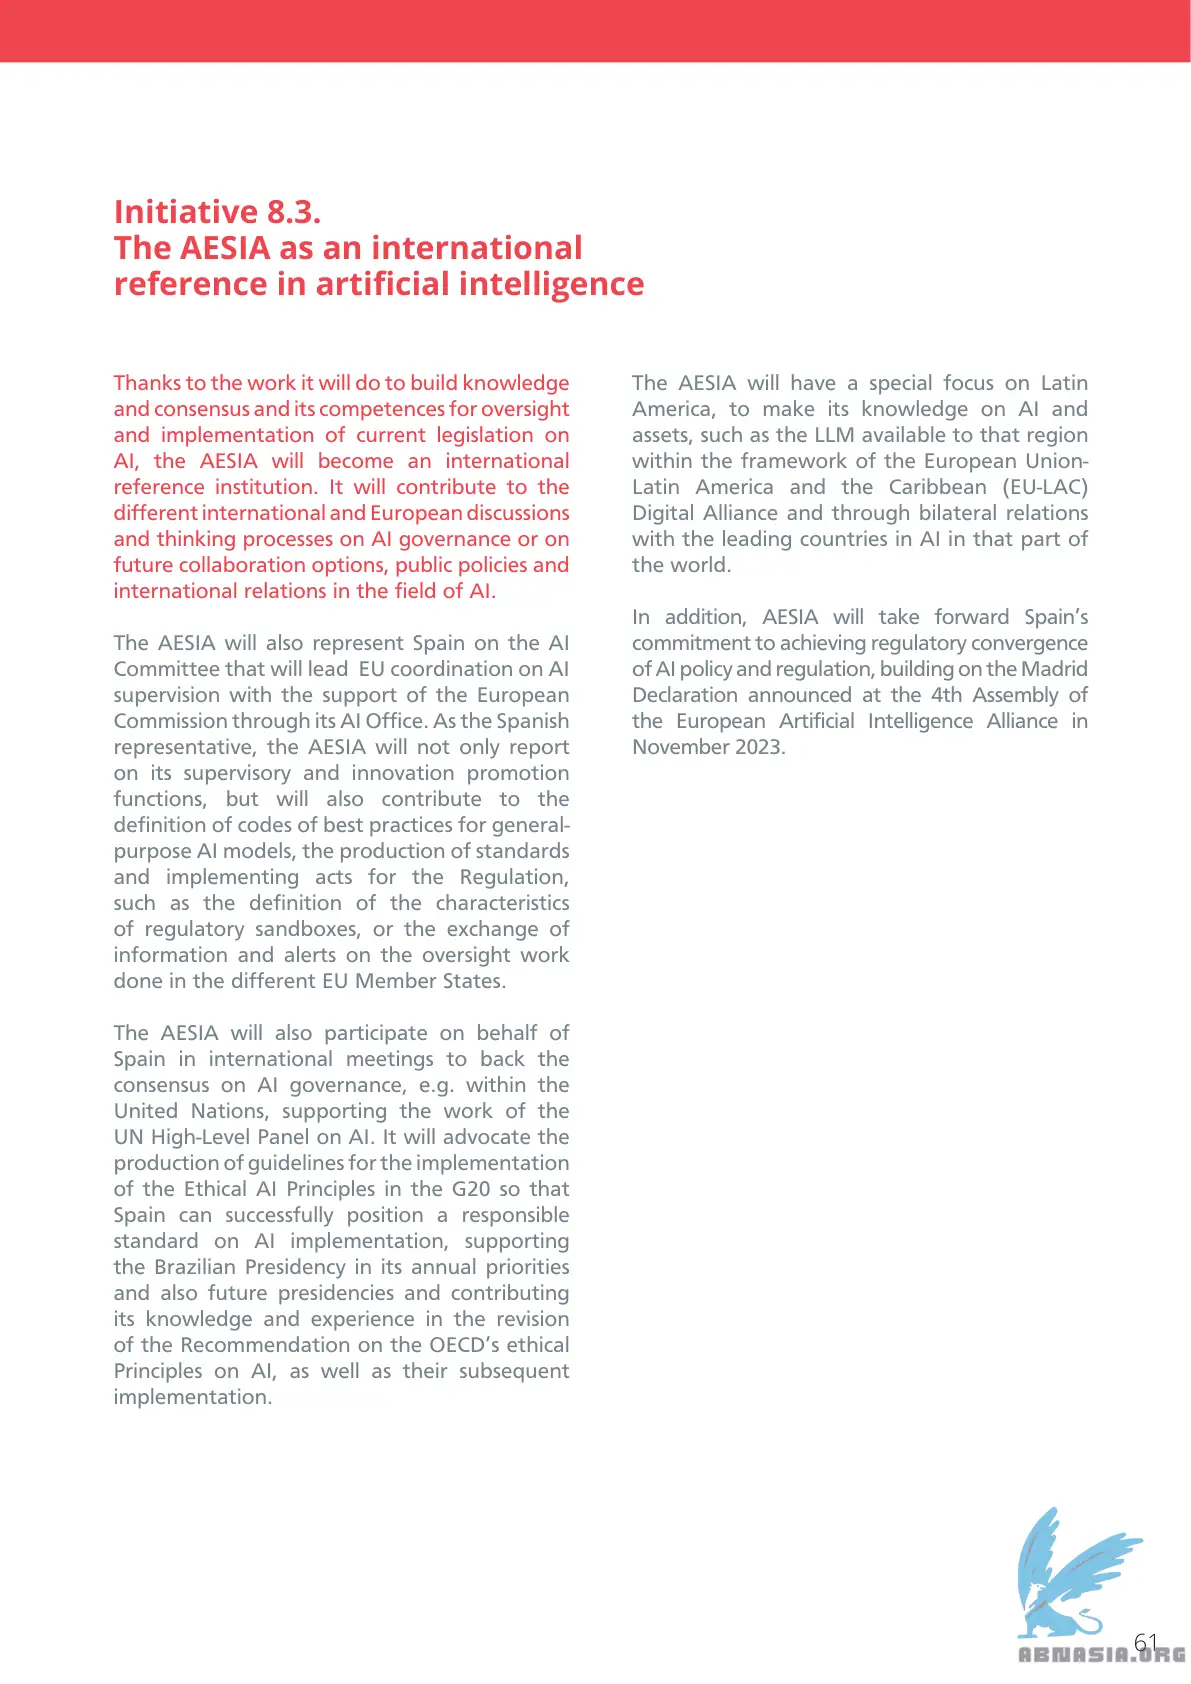 Initiative 8.3.
The AESIA as an international
reference in artificial intelligence
Thanks to the work it will do to build knowledge
and consensus and its competences for oversight
and implementation of current legislation on
AI, the AESIA will become an international
reference institution. It will contribute to the
different international and European discussions
and thinking processes on AI governance or on
future collaboration options, public policies and
international relations in the field of AI.
The AESIA will also represent Spain on the AI
Committee that will lead  EU coordination on AI
supervision with the support of the European
Commission through its AI Office. As the Spanish
representative, the AESIA will not only report
on its supervisory and innovation promotion
functions, but will also contribute to the
definition of codes of best practices for general-
purpose AI models, the production of standards
and implementing acts for the Regulation,
such as the definition of the characteristics
of regulatory sandboxes, or the exchange of
information and alerts on the oversight work
done in the different EU Member States.
The AESIA will also participate on behalf of
Spain in international meetings to back the
consensus on AI governance, e.g. within the
United Nations, supporting the work of the
UN High-Level Panel on AI. It will advocate the
production of guidelines for the implementation
of the Ethical AI Principles in the G20 so that
Spain can successfully position a responsible
standard on AI implementation, supporting
the Brazilian Presidency in its annual priorities
and also future presidencies and contributing
its knowledge and experience in the revision
of the Recommendation on the OECD’s ethical
Principles on AI, as well as their subsequent
implementation.
The AESIA will have a special focus on Latin
America, to make its knowledge on AI and
assets, such as the LLM available to that region
within the framework of the European Union-
Latin America and the Caribbean (EU-LAC)
Digital Alliance and through bilateral relations
with the leading countries in AI in that part of
the world.
In addition, AESIA will take forward Spain’s
commitment to achieving regulatory convergence
of AI policy and regulation, building on the Madrid
Declaration announced at the 4th Assembly of
the European Artificial Intelligence Alliance in
November 2023.
61
ABNASIA.ORG